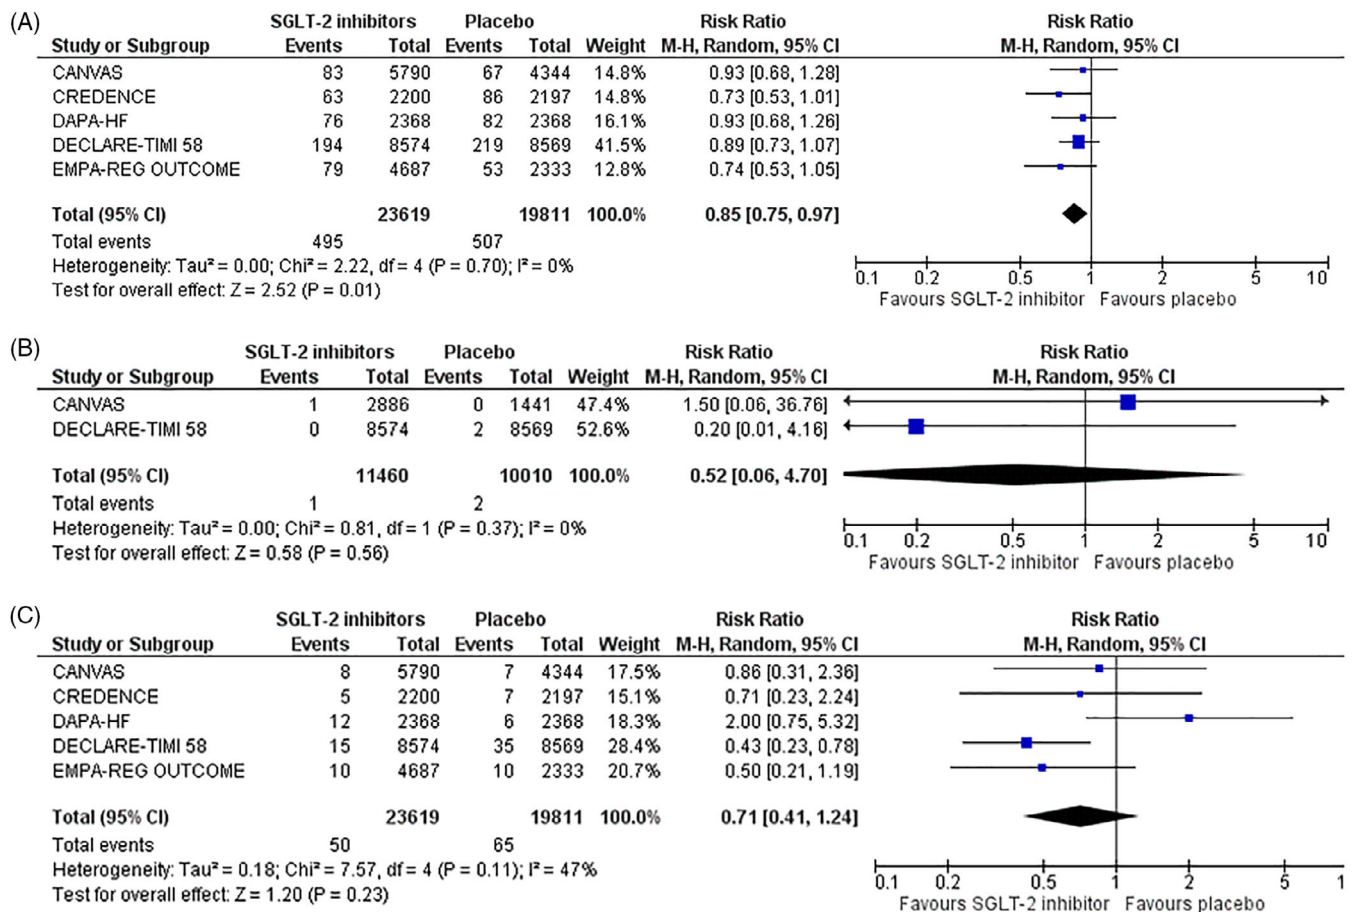 (A) SGLT-2 inhibitors Placebo Risk Ratio Risk Ratio
Study or Subgroup Events Total Events Total Weight M-H, Random, 95% CI M-H, Random, 95% CI
CANVAS 83 5790 67 4344 14.8% 0.93 [0.68, 1.28]
CREDENCE 63 2200 86 2197 14.8% 0.73 [0.53, 1.01]
DAPA-HF 76 2368 82 2368 16.1% 0.93 [0.68, 1.26]
DECLARE-TIMI 58 194 8574 219 8569 41.5% 0.89 [0.73, 1.07]
EMPA-REG OUTCOME 79 4687 53 2333 12.8% 0.74 [0.53, 1.05]
Total (95% CI) 23619 19811 100.0% 0.85 [0.75, 0.97]
Total events 495 507
Heterogeneity: Tau² = 0.00; Chi² = 2.22, df = 4 (P = 0.70); I² = 0%
Test for overall effect: Z = 2.52 (P = 0.01)
0.1 0.2 0.5 1 2 5 10
Favours SGLT-2 inhibitor Favours placebo
(B) SGLT-2 inhibitors Placebo Risk Ratio Risk Ratio
Study or Subgroup Events Total Events Total Weight M-H, Random, 95% CI M-H, Random, 95% CI
CANVAS 1 2886 0 1441 47.4% 1.50 [0.06, 36.76]
DECLARE-TIMI 58 0 8574 2 8569 52.6% 0.20 [0.01, 4.16]
Total (95% CI) 11460 10010 100.0% 0.52 [0.06, 4.70]
Total events 1 2
Heterogeneity: Tau² = 0.00; Chi² = 0.81, df = 1 (P = 0.37); I² = 0%
Test for overall effect: Z = 0.58 (P = 0.56)
0.1 0.2 0.5 1 2 5 10
Favours SGLT-2 inhibitor Favours placebo
(C) SGLT-2 inhibitors Placebo Risk Ratio Risk Ratio
Study or Subgroup Events Total Events Total Weight M-H, Random, 95% CI M-H, Random, 95% CI
CANVAS 8 5790 7 4344 17.5% 0.86 [0.31, 2.36]
CREDENCE 5 2200 7 2197 15.1% 0.71 [0.23, 2.24]
DAPA-HF 12 2368 6 2368 18.3% 2.00 [0.75, 5.32]
DECLARE-TIMI 58 15 8574 35 8569 28.4% 0.43 [0.23, 0.78]
EMPA-REG OUTCOME 10 4687 10 2333 20.7% 0.50 [0.21, 1.19]
Total (95% CI) 23619 19811 100.0% 0.71 [0.41, 1.24]
Total events 50 65
Heterogeneity: Tau² = 0.18; Chi² = 7.57, df = 4 (P = 0.11); I² = 47%
Test for overall effect: Z = 1.20 (P = 0.23)
0.1 0.2 0.5 1 2 5 1
Favours SGLT-2 inhibitor Favours placebo